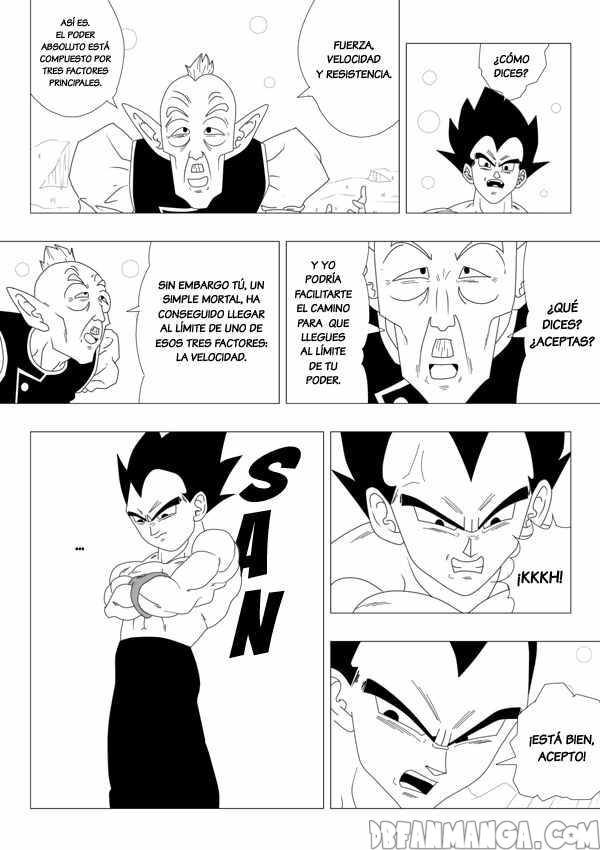 ASÍ ES.
EL PODER
ABSOLUTO ESTÁ
COMPUESTO POR
TRES FACTORES
PRINCIPALES.
FUERZA,
VELOCIDAD
Y RESISTENCIA.
¿CÓMO
DICES?
SIN EMBARGO TÚ, UN
SIMPLE MORTAL, HA
CONSEGUIDO LLEGAR
AL LÍMITE DE UNO DE
ESOS TRES FACTORES:
LA VELOCIDAD.
Y YO
PODRÍA
FACILITARTE
EL CAMINO
PARA QUE
LLEGUES
AL LÍMITE
DE TU
PODER.
¿QUÉ
DICES?
¿ACEPTAS?
...
SAN
¡KKKH!
¡ESTÁ BIEN,
ACEPTO!
DBFANMANGA.COM